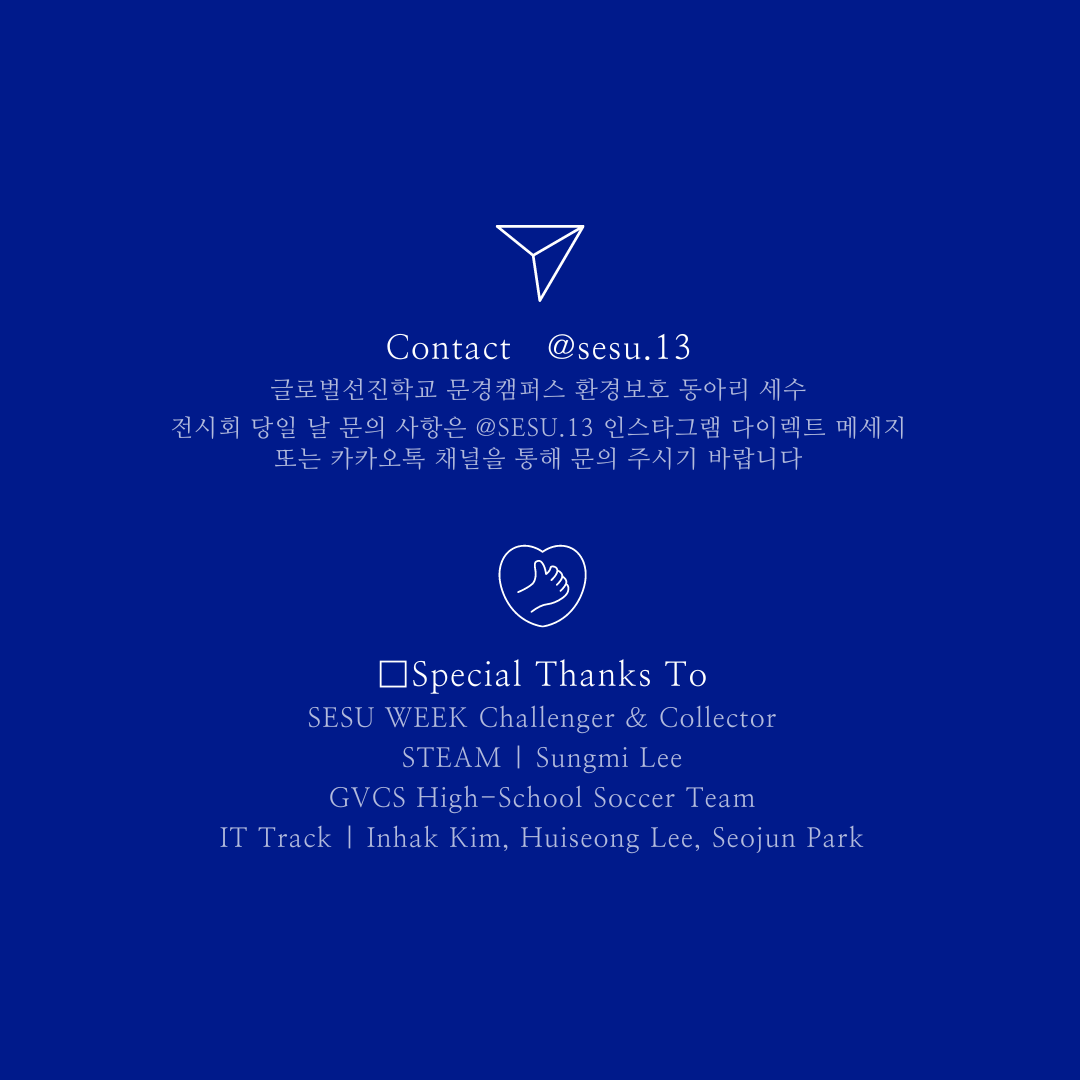 Contact @sesu.13
글로벌선진학교 문경캠퍼스 환경보호 동아리 세수
전시회 당일 날 문의 사항은 @SESU.13 인스타그램 다이렉트 메세지
또는 카카오톡 채널을 통해 문의 주시기 바랍니다
□Special Thanks To
SESU WEEK Challenger & Collector
STEAM | Sungmi Lee
GVCS High-School Soccer Team
IT Track | Inhak Kim, Huiseong Lee, Seojun Park